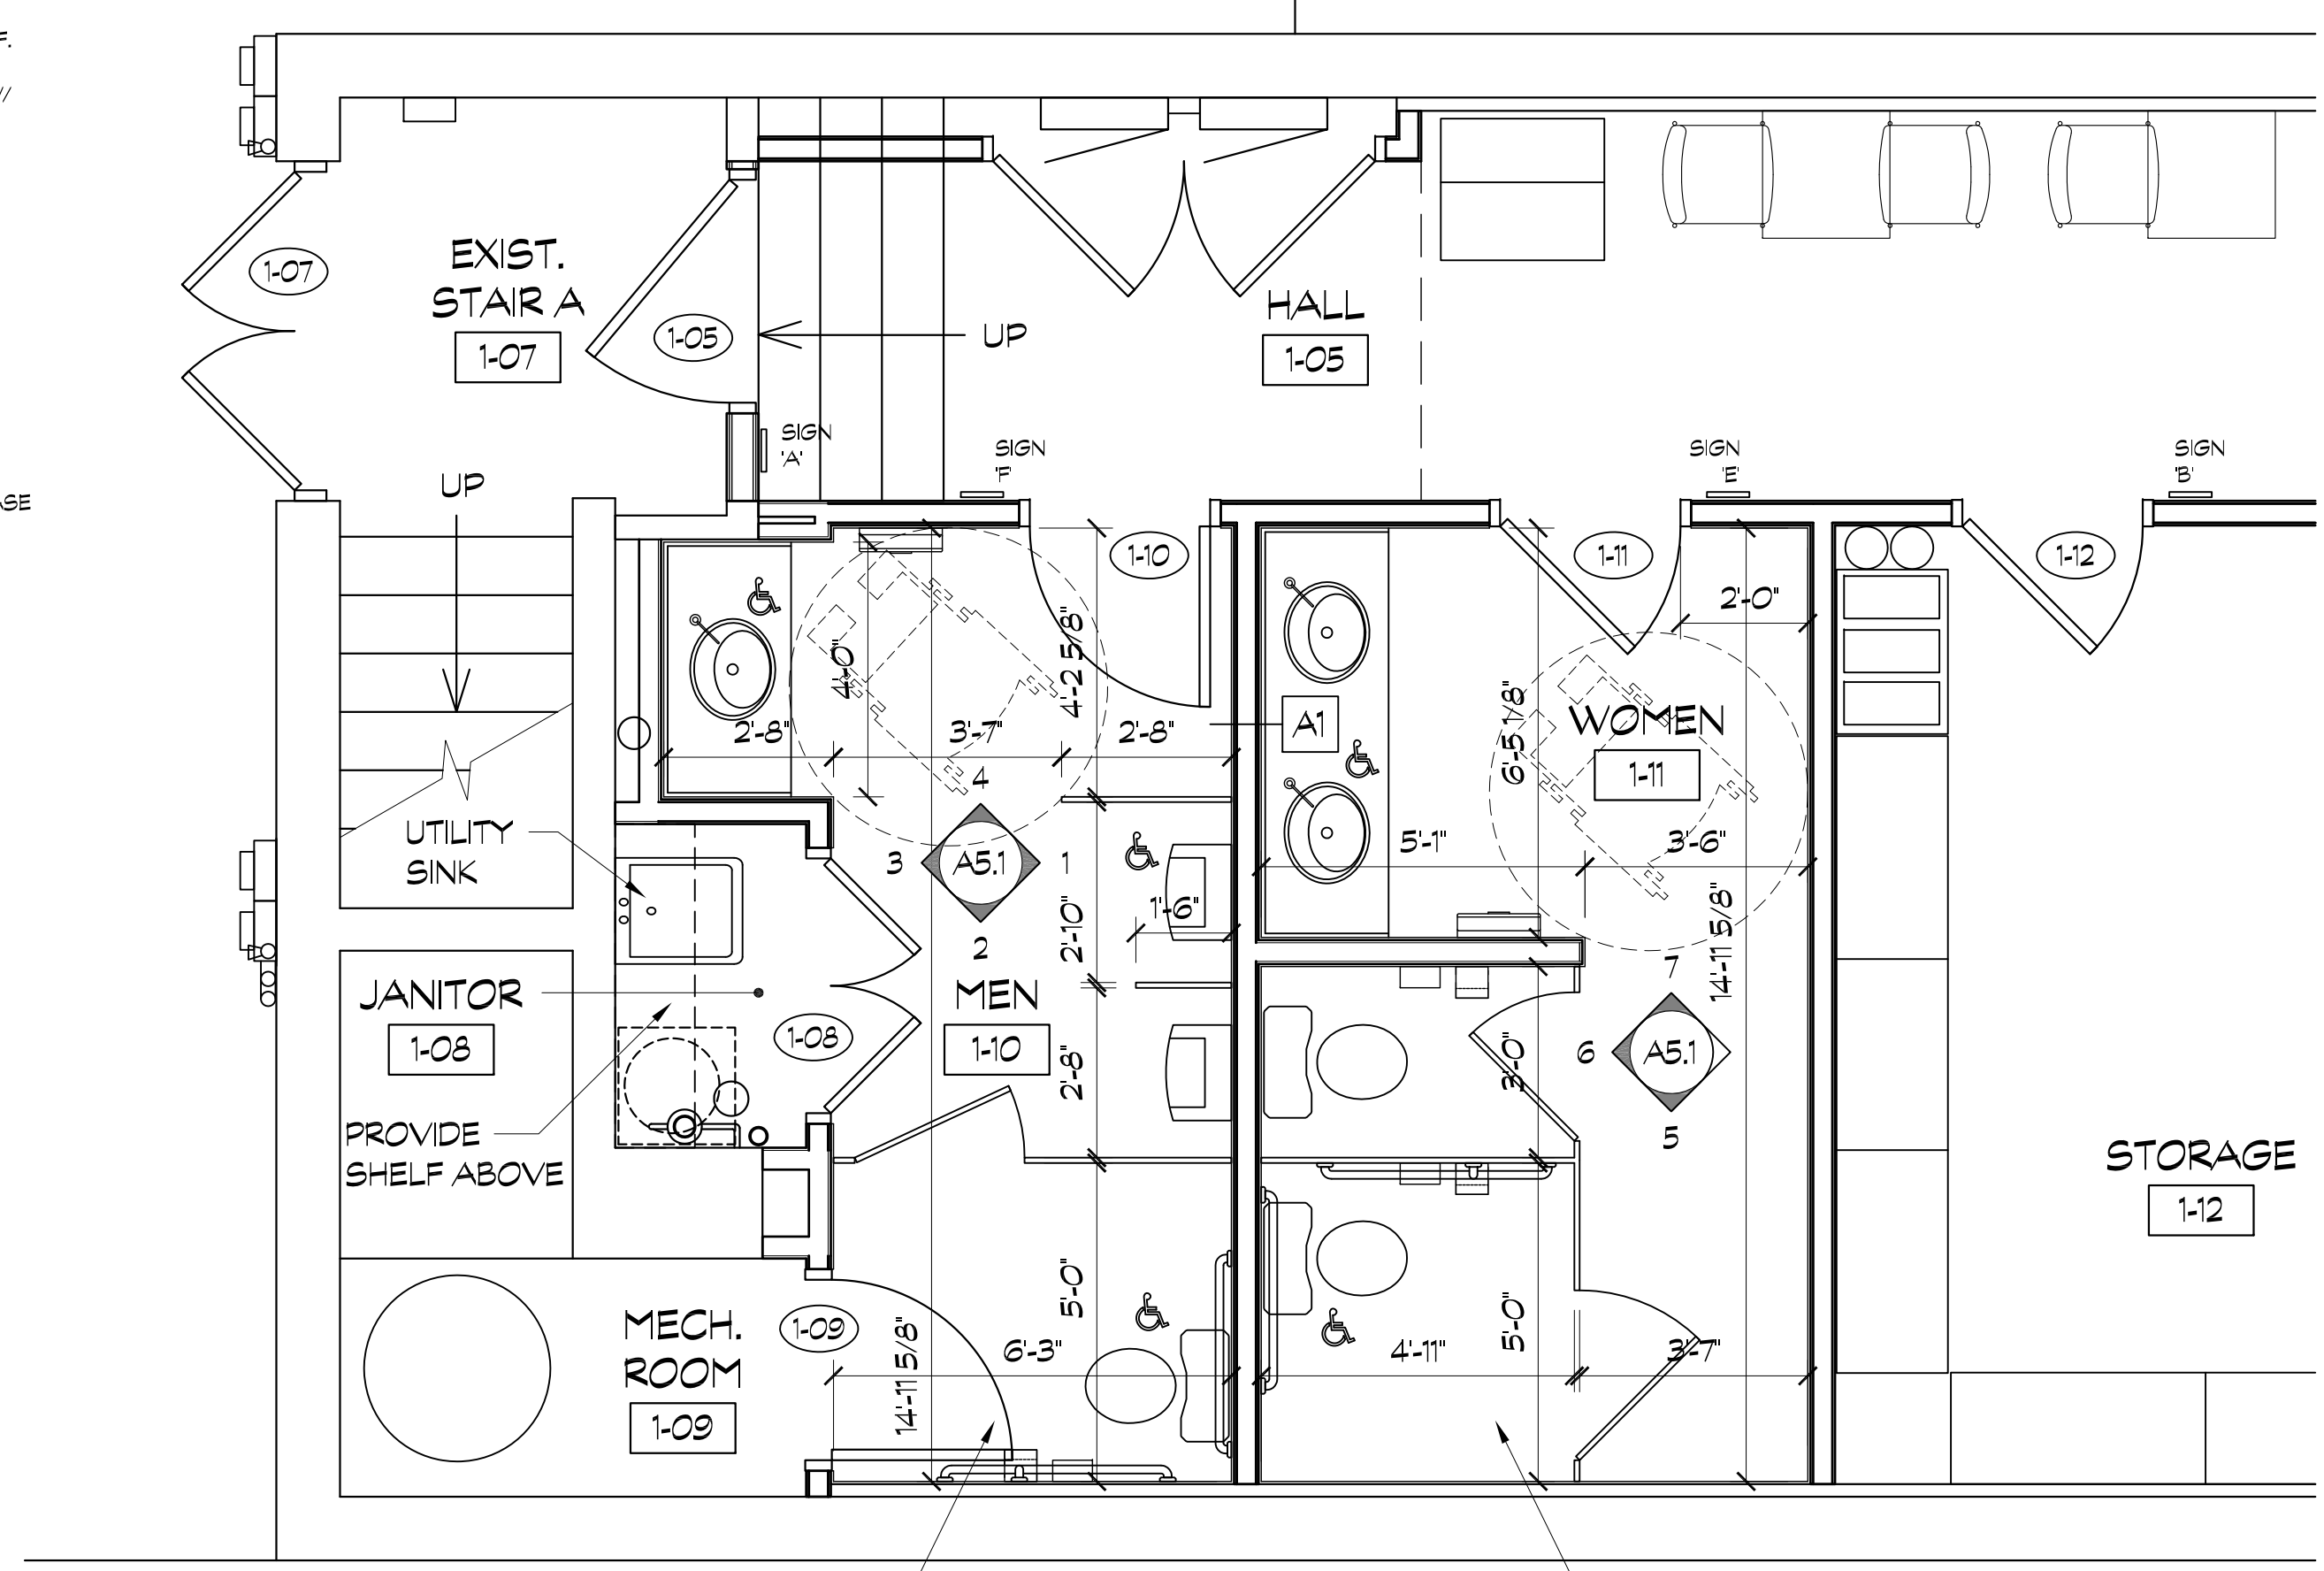 F.
"
SE
EXIST.
STAIR A
1-07
1-07
1-05
UP
HALL
1-05
SIGN
'A'
SIGN
'F'
SIGN
'E'
SIGN
'B'
UP
1-10
1-11
1-12
2'-0"
4'-0"
4'-2 5/8"
2'-8"
3'-7"
2'-8"
A1
6'-5 1/8"
WOMEN
1-11
UTILITY
SINK
4
3
A5.1
1
2
5'-1"
3'-6"
1'-6"
2'-10"
14'-11 5/8"
JANITOR
1-08
1-08
MEN
1-10
2'-8"
3'-0"
7
6
A5.1
5
PROVIDE
SHELF ABOVE
STORAGE
1-12
MECH.
ROOM
1-09
1-09
14'-11 5/8"
6'-3"
5'-0"
4'-11"
5'-0"
3'-7"